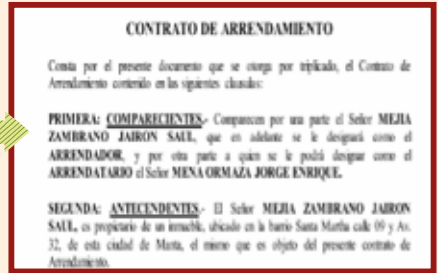 CONTRATO DE ARRENDAMIENTO
Consta por el presente documento que se otorga por triplicado, el Contrato de
Arrendamiento contenido en las siguientes clausulas:
PRIMERA: COMPARECIENTES.- Comparecen por una parte el Señor MEJIA
ZAMBRANO JAIRON SAUL, que en adelante se le designará como el
ARRENDADOR, y por otra parte a quien se le podrá designar como el
ARRENDATARIO el Señor MENA ORMAZA JORGE ENRIQUE.
SEGUNDA: ANTECENDENTES.- El Señor MEJIA ZAMBRANO JAIRON
SAUL, es propietario de un inmueble, ubicado en la barrio Santa Martha calle 09 y Av.
32, de esta ciudad de Manta, el mismo que es objeto del presente contrato de
Arrendamiento.